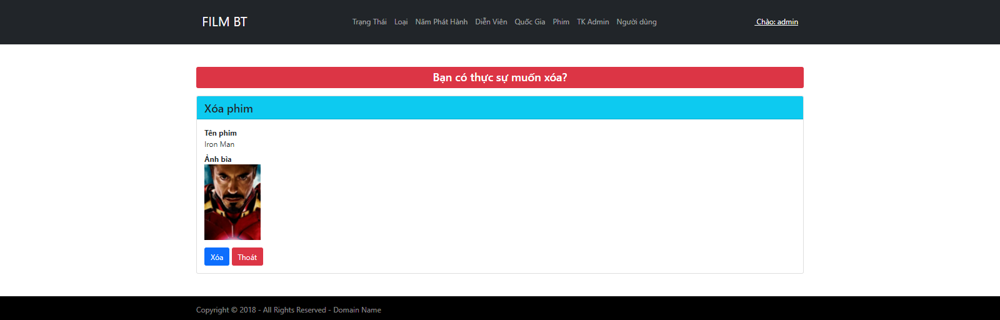 FILM BT
Trạng Thái Loại Năm Phát Hành Diễn Viên Quốc Gia Phim TK Admin Người dùng
Chào: admin
Bạn có thực sự muốn xóa?
Xóa phim
Tên phim
Iron Man
Ảnh bìa
Xóa Thoát
Copyright © 2018 - All Rights Reserved - Domain Name